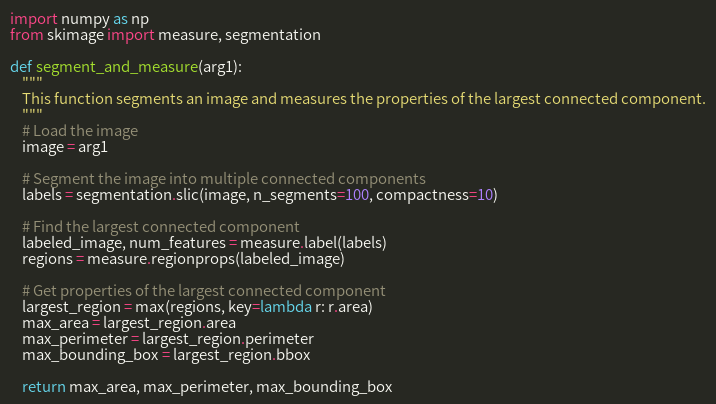 import numpy as np
from skimage import measure, segmentation
def segment_and_measure(arg1):
"""
This function segments an image and measures the properties of the largest connected component.
"""
# Load the image
image = arg1
# Segment the image into multiple connected components
labels = segmentation.slic(image, n_segments=100, compactness=10)
# Find the largest connected component
labeled_image, num_features = measure.label(labels)
regions = measure.regionprops(labeled_image)
# Get properties of the largest connected component
largest_region = max(regions, key=lambda r: r.area)
max_area = largest_region.area
max_perimeter = largest_region.perimeter
max_bounding_box = largest_region.bbox
return max_area, max_perimeter, max_bounding_box